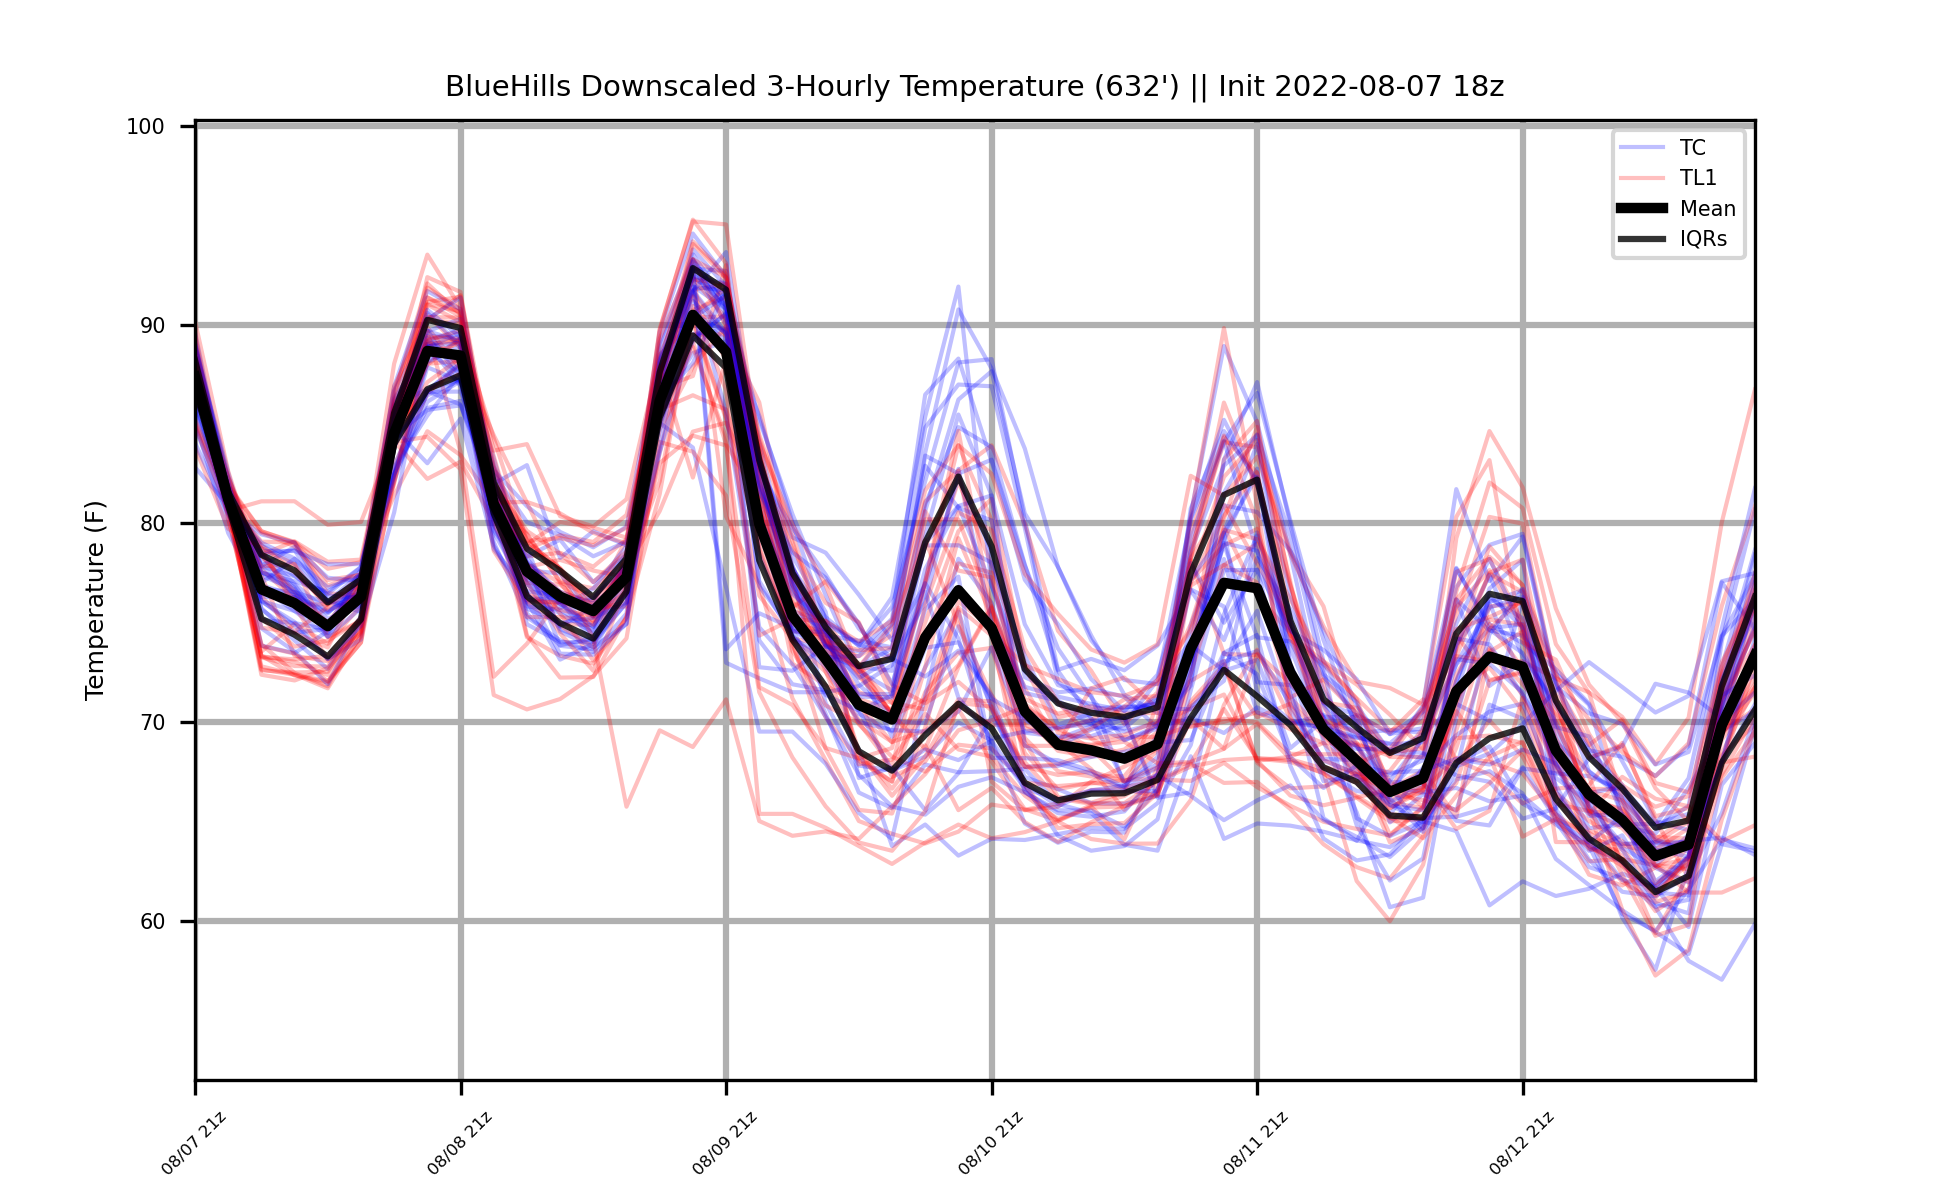 BlueHills Downscaled 3-Hourly Temperature (632') || Init 2022-08-07 18z
Temperature (F)
100
90
80
70
60
TC
TL1
Mean
IQRs
08/07 21z
08/08 21z
08/09 21z
08/10 21z
08/11 21z
08/12 21z